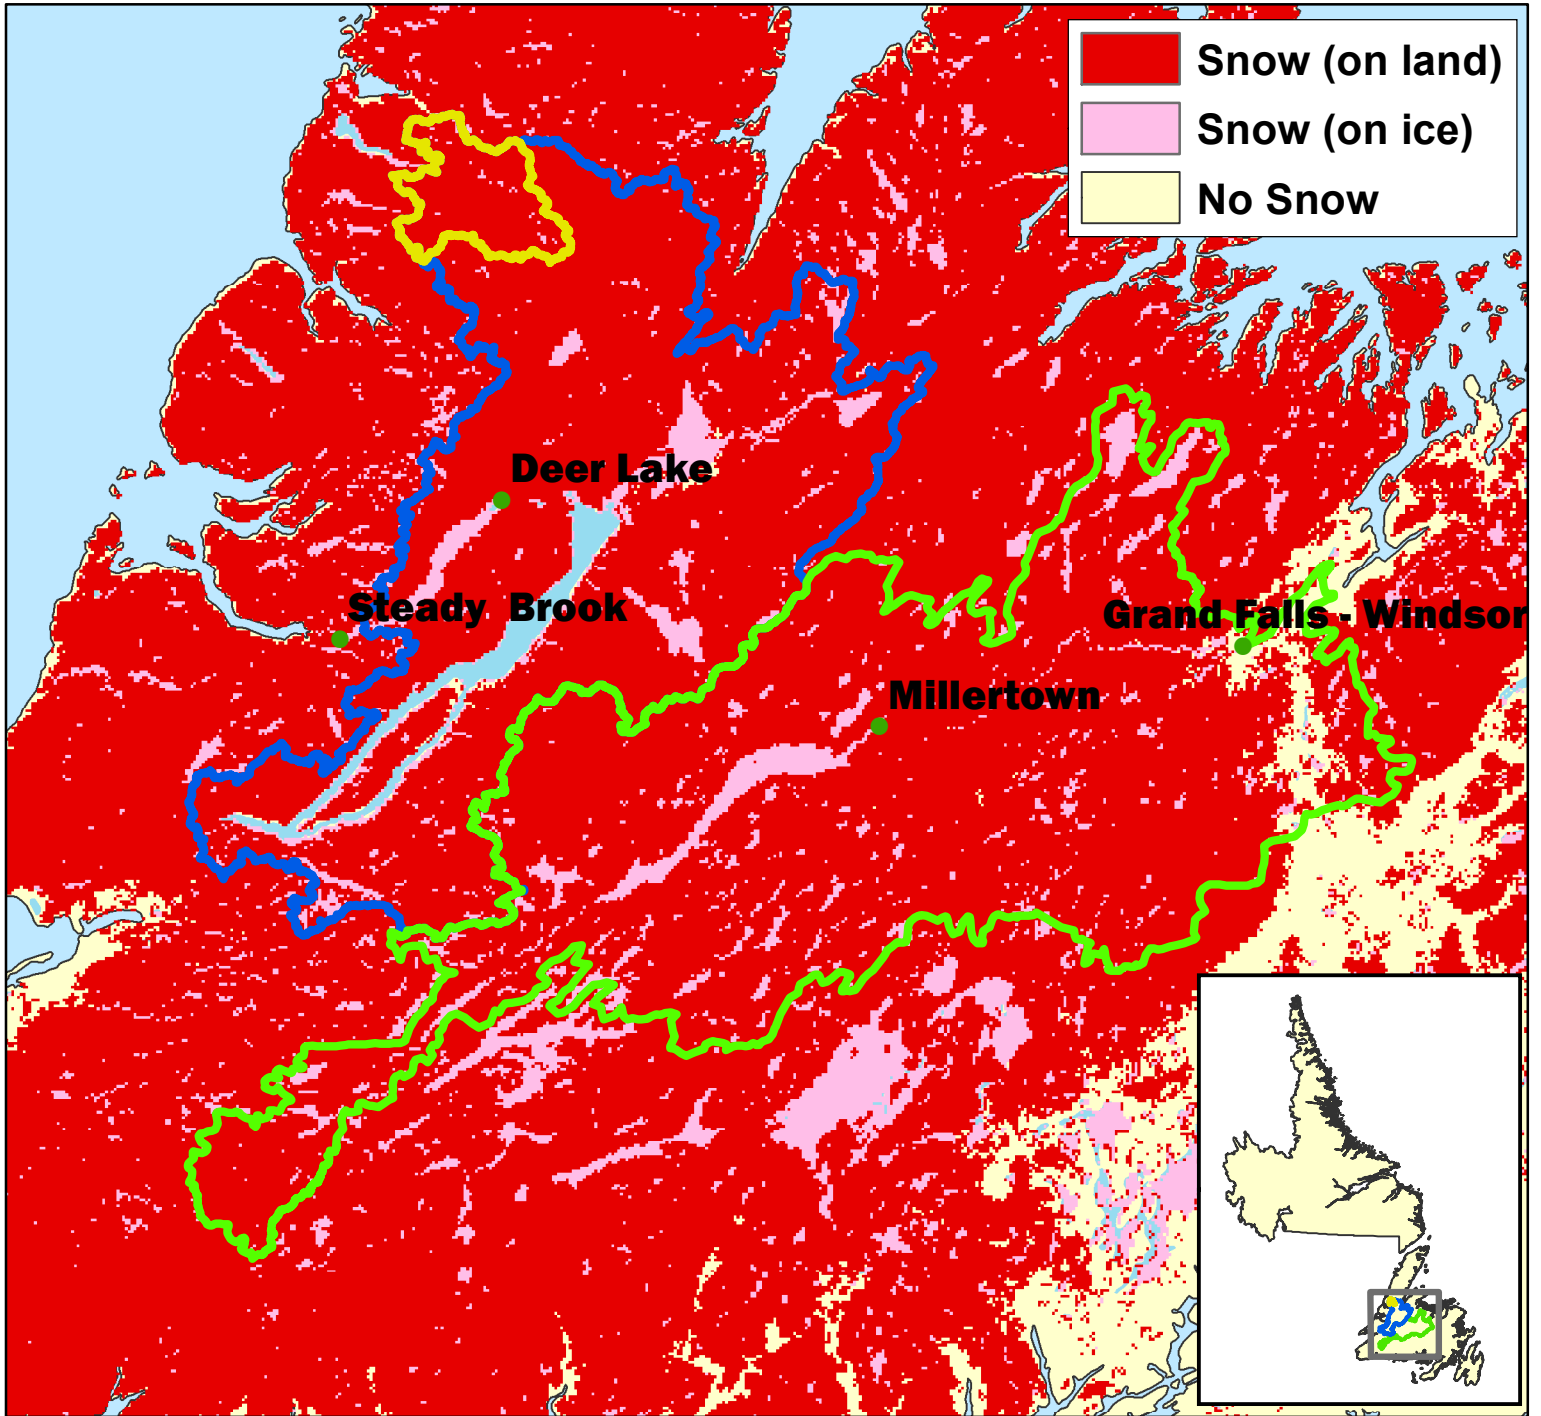 Snow (on land)
Snow (on ice)
No Snow
Deer Lake
Steady Brook
Grand Falls - Windsor
Millertown